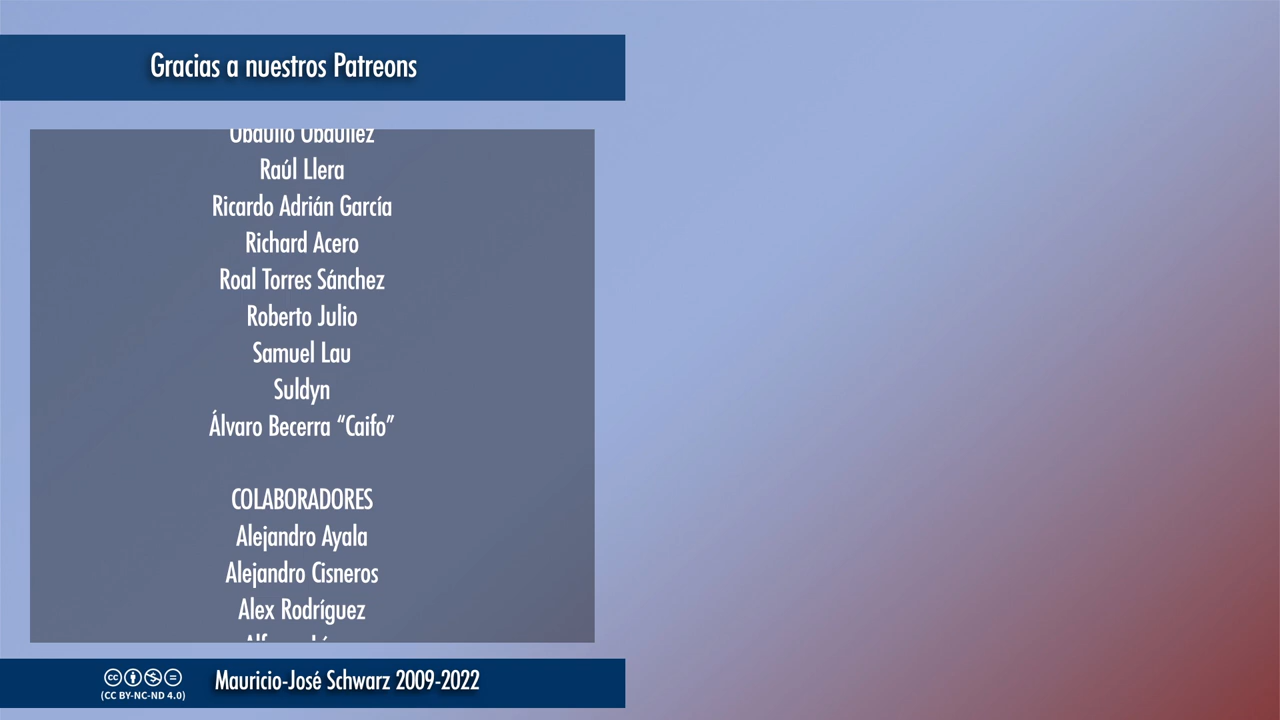 Gracias a nuestros Patreons
Obdulio Obdúliez
Raúl Llera
Ricardo Adrián García
Richard Acero
Roal Torres Sánchez
Roberto Julio
Samuel Lau
Suldyn
Álvaro Becerra “Caifo”
COLABORADORES
Alejandro Ayala
Alejandro Cisneros
Alex Rodríguez
(CC BY-NC-ND 4.0)
Mauricio-José Schwarz 2009-2022